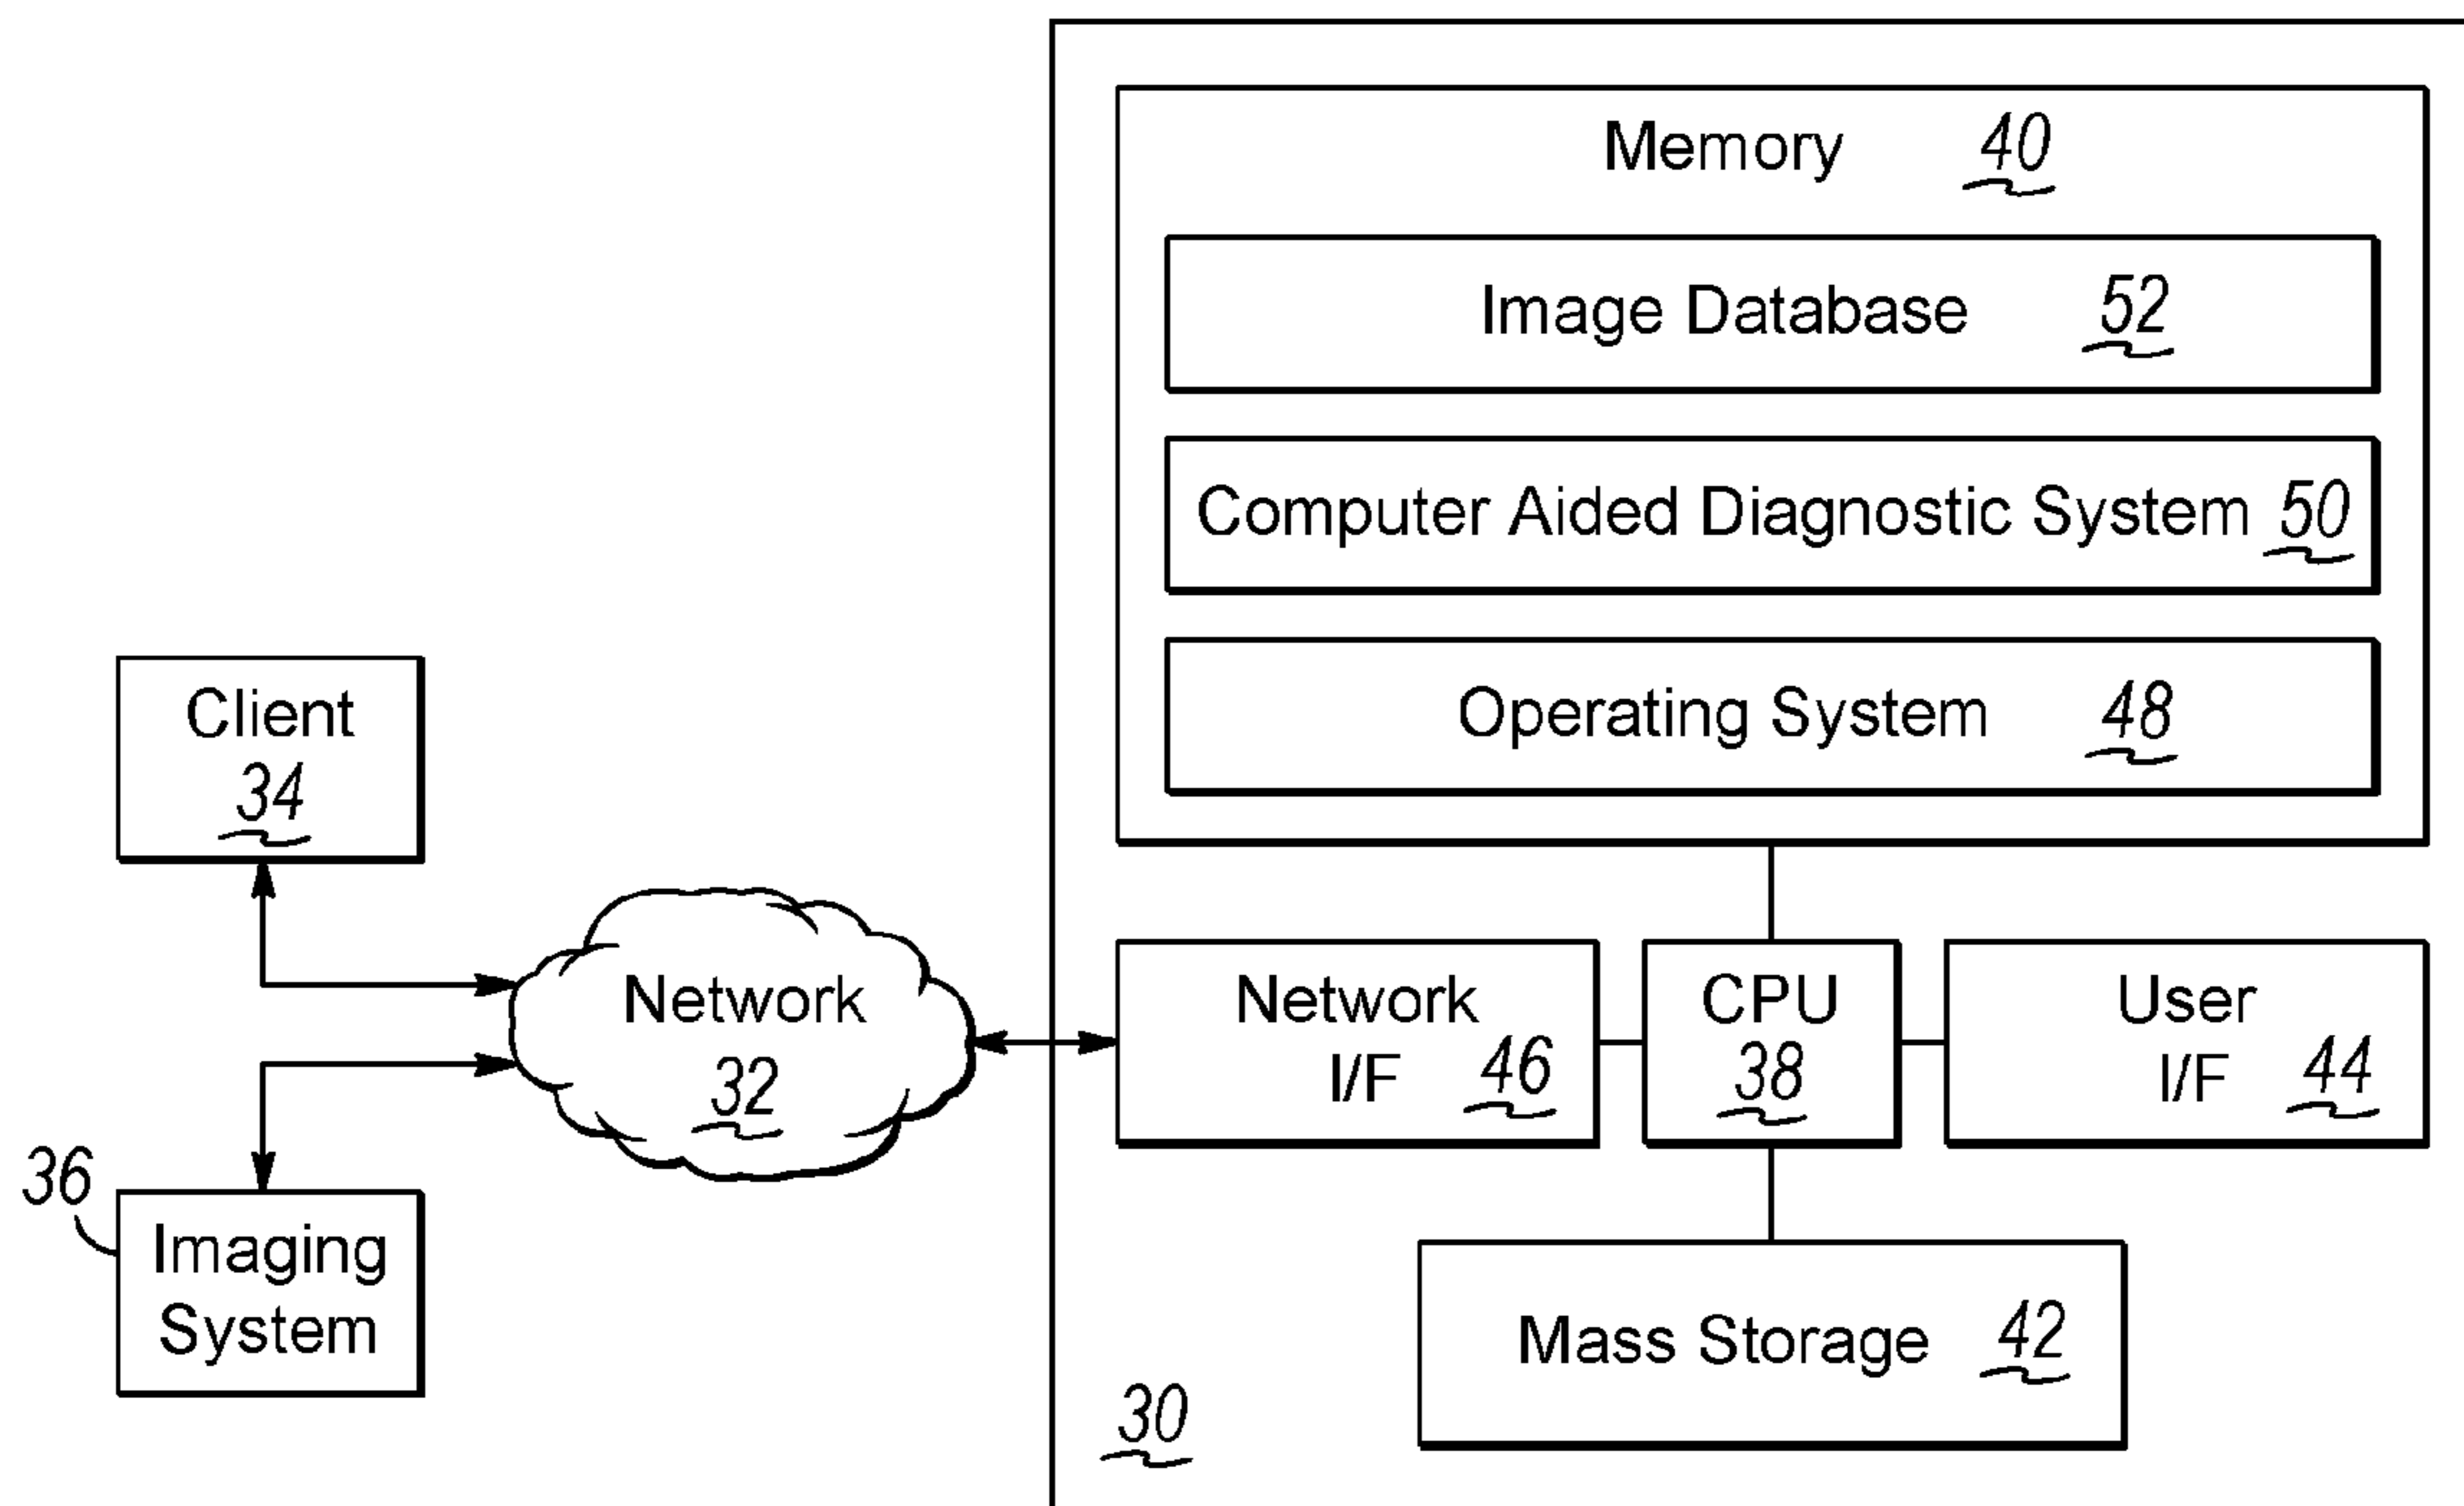 Memory 40
Image Database 52
Computer Aided Diagnostic System 50
Operating System 48
Client
34
Network
32
Network
I/F 46
CPU
38
User
I/F 44
36
Imaging
System
Mass Storage 42
30